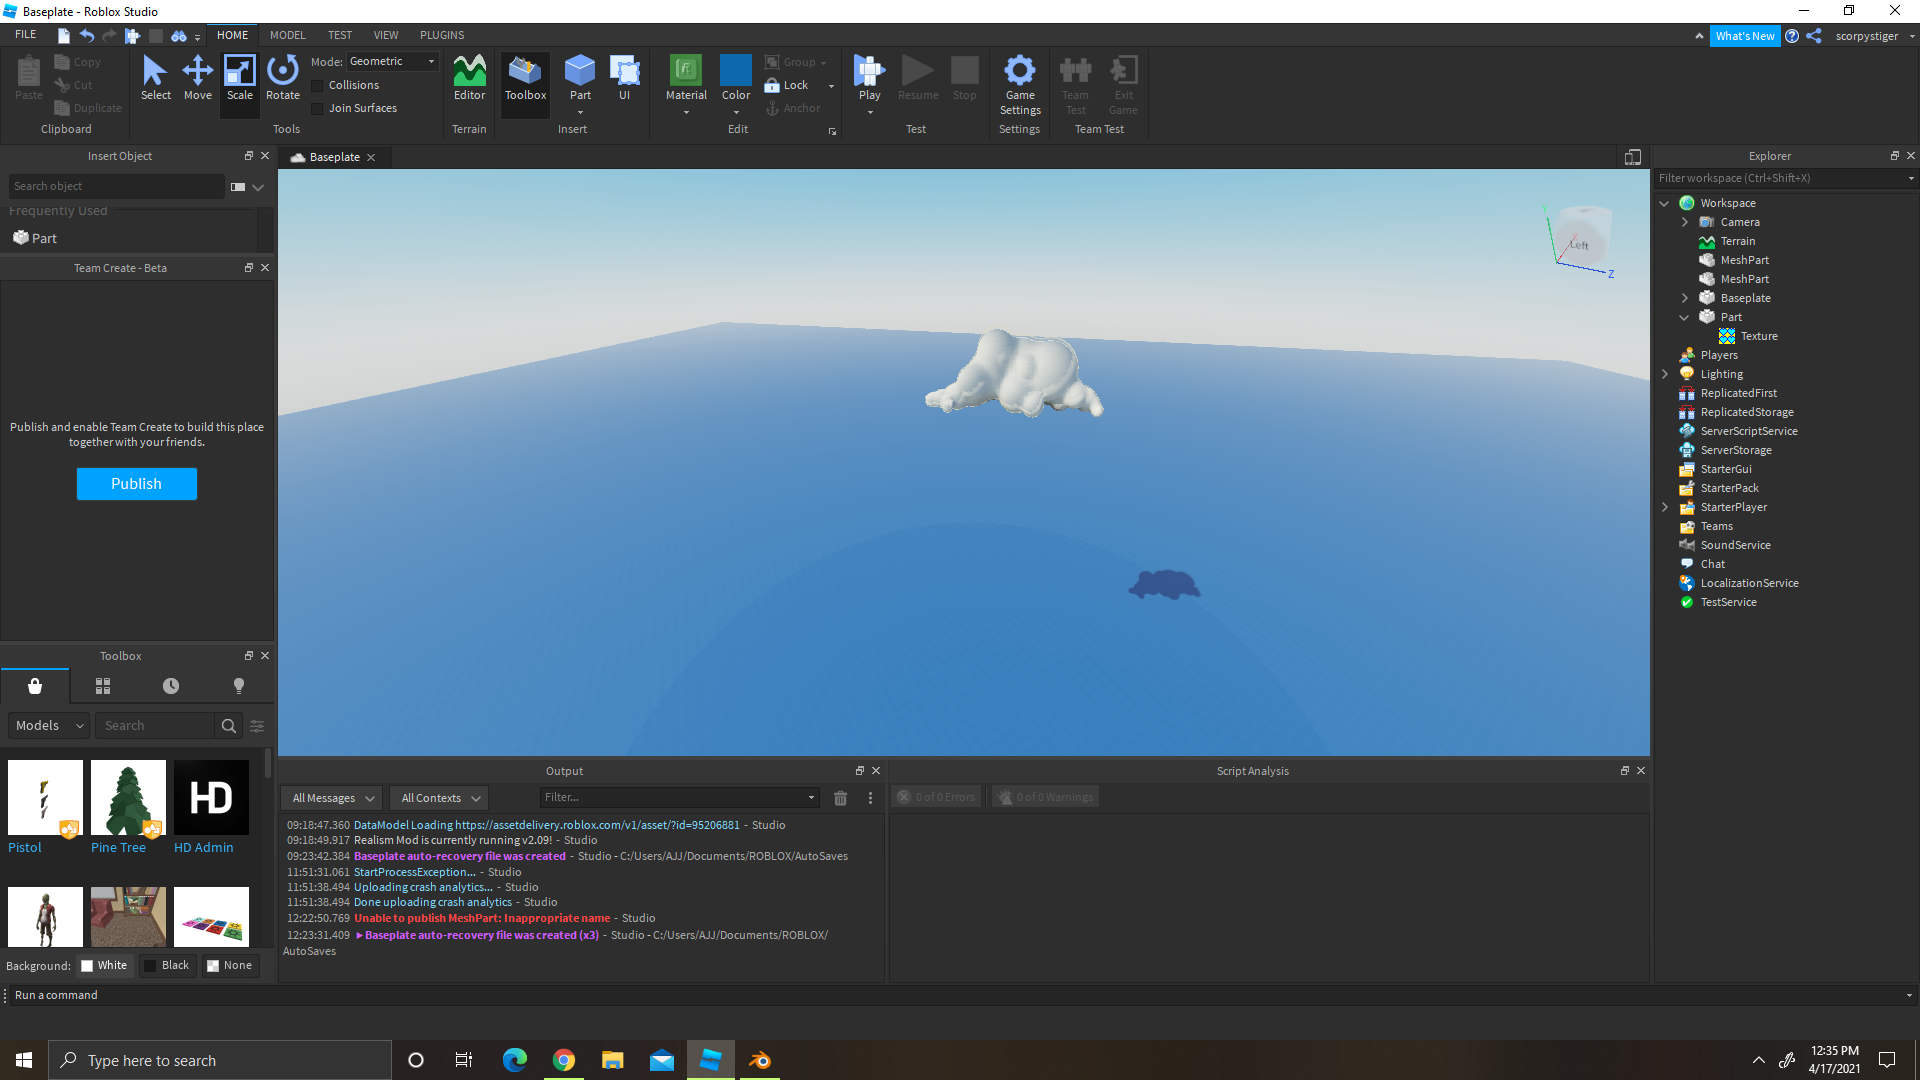 Baseplate - Roblox Studio
FILE
HOME
MODEL
TEST
VIEW
PLUGINS
What's New
scorpystiger
Paste
Copy
Cut
Duplicate
Clipboard
Select
Move
Scale
Rotate
Mode: Geometric
Collisions
Join Surfaces
Tools
Editor
Terrain
Toolbox
Part
UI
Insert
Material
Color
Group
Lock
Anchor
Edit
Play
Resume
Stop
Test
Game Settings
Settings
Team Test
Exit Game
Team Test
Insert Object
Search object
Frequently Used
Part
Team Create - Beta
Publish and enable Team Create to build this place
together with your friends.
Publish
Toolbox
Models
Search
HD
Pistol
Pine Tree
HD Admin
Background:
White
Black
None
Run a command
Baseplate
Y
X
Left
Z
Output
All Messages
All Contexts
Filter...
09:18:47.360 DataModel Loading https://assetdelivery.roblox.com/v1/asset/?id=95206881 - Studio
09:18:49.917 Realism Mod is currently running v2.09! - Studio
09:23:42.384 Baseplate auto-recovery file was created - Studio - C:/Users/AJJ/Documents/ROBLOX/AutoSaves
11:51:31.061 StartProcessException... - Studio
11:51:38.494 Uploading crash analytics... - Studio
11:51:38.494 Done uploading crash analytics - Studio
12:22:50.769 Unable to publish MeshPart: Inappropriate name - Studio
12:23:31.409 Baseplate auto-recovery file was created (x3) - Studio - C:/Users/AJJ/Documents/ROBLOX/
AutoSaves
Script Analysis
0 of 0 Errors
0 of 0 Warnings
Explorer
Filter workspace (Ctrl+Shift+X)
Workspace
Camera
Terrain
MeshPart
MeshPart
Baseplate
Part
Texture
Players
Lighting
ReplicatedFirst
ReplicatedStorage
ServerScriptService
ServerStorage
StarterGui
StarterPack
StarterPlayer
Teams
SoundService
Chat
LocalizationService
TestService
Type here to search
12:35 PM
4/17/2021